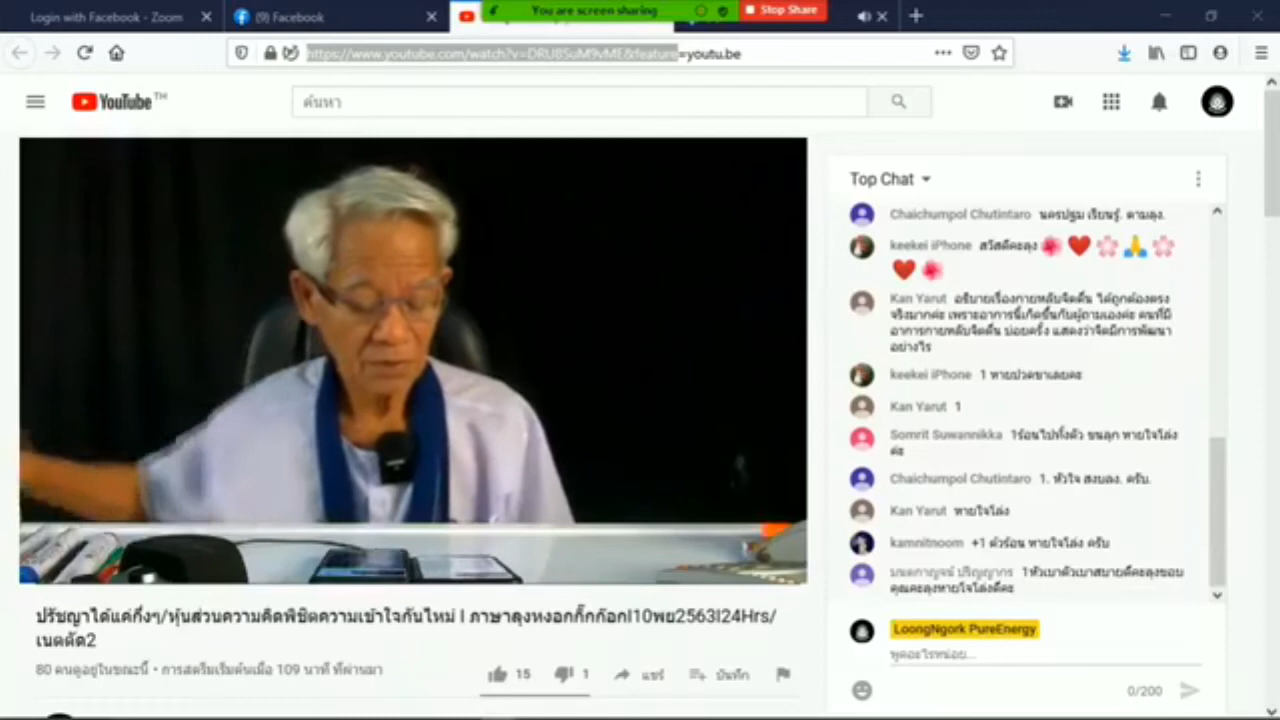 Login with Facebook - Zoom
(9) Facebook
You are screen sharing
Stop Share
https://www.youtube.com/watch?v=DRU8SuM9vME&feature=youtu.be
YouTube TH
ค้นหา
Top Chat
Chaichumpol Chutintaro นครปฐม เรียนรู้. ตามลุง.
keekei iPhone สวัสดีคะลุง
Kan Yarut อธิบายเรื่องกายหลับจิตตื่น ได้ถูกต้องตรง
จริงมากค่ะ เพราะอาการนี้เกิดขึ้นกับผู้ถามเองค่ะ คนที่มี
อาการกายหลับจิตตื่น บ่อยครั้ง แสดงว่าจิตมีการพัฒนา
อย่างไร
keekei iPhone 1 หายปวดขาเลยคะ
Kan Yarut 1
Somrit Suwannikka 1ร้อนไปทั้งตัว ขนลุก หายใจโล่ง
ค่ะ
Chaichumpol Chutintaro 1. หัวใจ สงบลง. ครับ.
Kan Yarut หายใจโล่ง
kamnitnoom +1 ตัวร้อน หายใจโล่ง ครับ
มนตกาญจน์ ปริญญากร 1หัวเบาตัวเบาสบายดีคะลุงขอบ
คุณคะลุงหายใจโล่งดีคะ
LoongNgork PureEnergy
พูดอะไรหน่อย...
0/200
ปรัชญาได้แค่กึ่งๆ/หุ้นส่วนความคิดพิชิตความเข้าใจกันใหม่ I ภาษาลุงหงอกกิ๊กก๊อกI10พย2563I24Hrs/
เนตตัต2
80 คนดูอยู่ในขณะนี้ • การสตรีมเริ่มต้นเมื่อ 109 นาที ที่ผ่านมา
15
1
แชร์
บันทึก